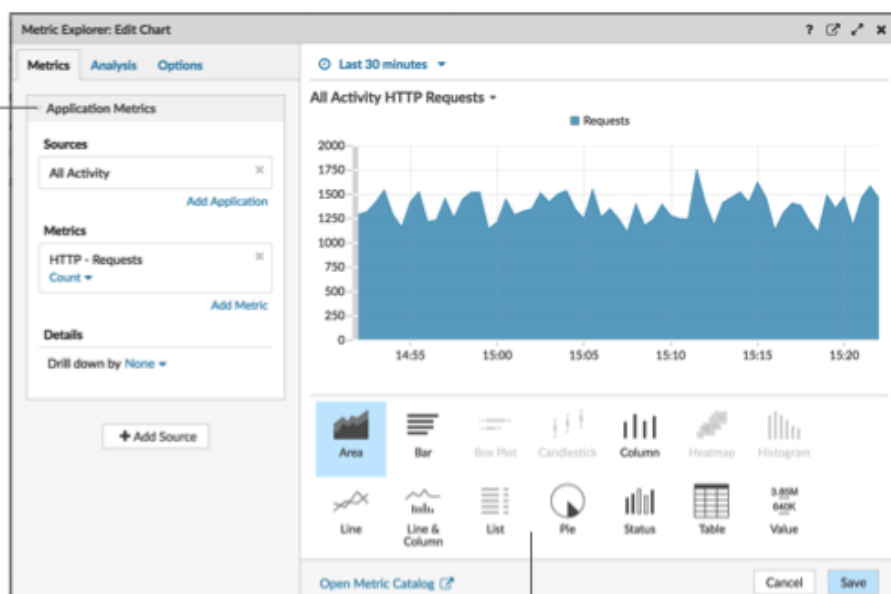 Metric Explorer: Edit Chart
?
Metrics Analysis Options
Last 30 minutes
Application Metrics
Sources
All Activity
Add Application
Metrics
HTTP - Requests
Count
Add Metric
Details
Drill down by None
+ Add Source
All Activity HTTP Requests
Requests
2000
1750
1500
1250
1000
750
500
250
0
14:55 15:00 15:05 15:10 15:15 15:20
Area Bar Box Plot Candlestick Column Heatmap Histogram
3.85M
640K
Line Line & Column List Pie Status Table Value
Open Metric Catalog
Cancel Save